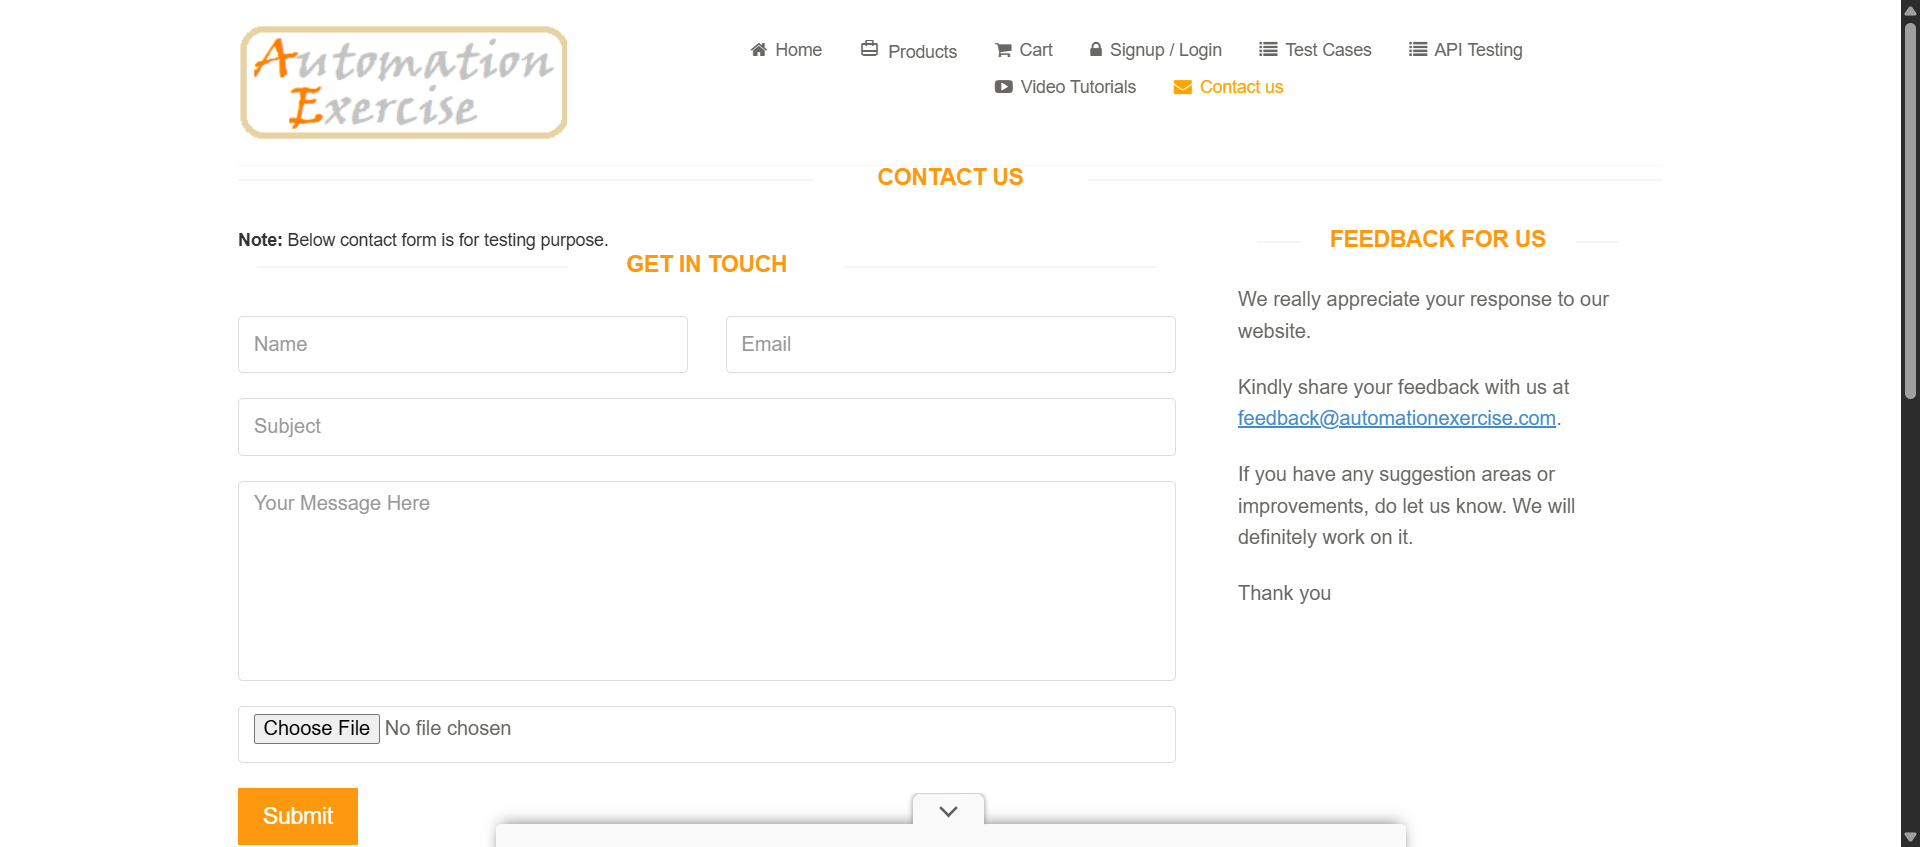 Automation
Exercise
Home
Products
Cart
Signup / Login
Test Cases
API Testing
Video Tutorials
Contact us
CONTACT US
Note: Below contact form is for testing purpose.
GET IN TOUCH
Name
Email
Subject
Your Message Here
Choose File No file chosen
Submit
FEEDBACK FOR US
We really appreciate your response to our
website.
Kindly share your feedback with us at
feedback@automationexercise.com.
If you have any suggestion areas or
improvements, do let us know. We will
definitely work on it.
Thank you